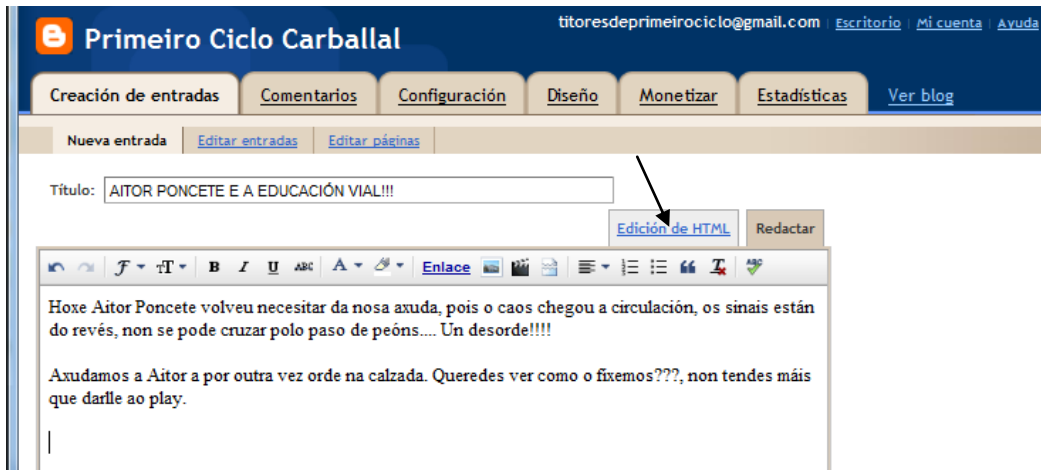 titoresdeprimeirociclo@gmail.com | Escritorio | Mi cuenta | Ayuda
Primeiro Ciclo Carballal
Creación de entradas Comentarios Configuración Diseño Monetizar Estadísticas Ver blog
Nueva entrada Editar entradas Editar páginas
Título: AITOR PONCETE E A EDUCACIÓN VIAL!!!
Edición de HTML Redactar
F T B I U ABC A Enlace ABC
Hoxe Aitor Poncete volveu necesitar da nosa axuda, pois o caos chegou a circulación, os sinais están
do revés, non se pode cruzar polo paso de peóns.... Un desorde!!!!
Axudamos a Aitor a por outra vez orde na calzada. Queredes ver como o fixemos???, non tendes máis
que darlle ao play.